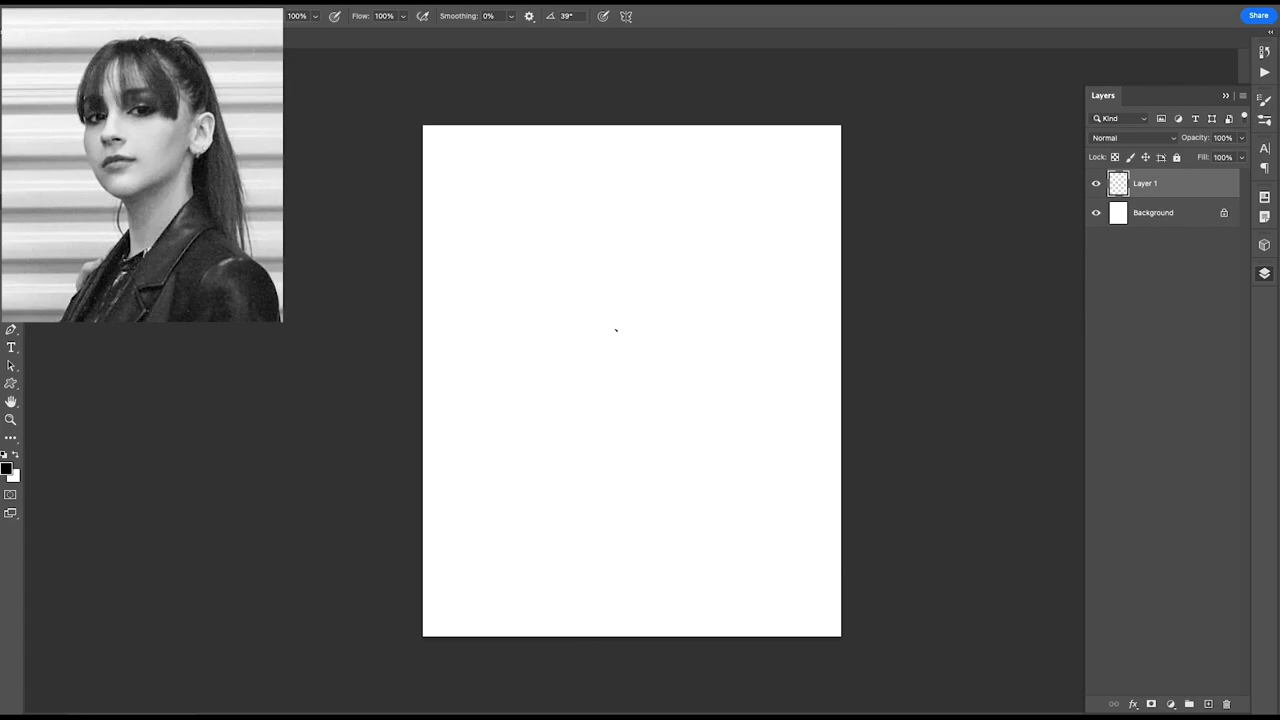 100% Flow: 100% Smoothing: 0% 39° Share
Layers
Kind
Normal Opacity: 100%
Lock: Fill: 100%
Layer 1
Background